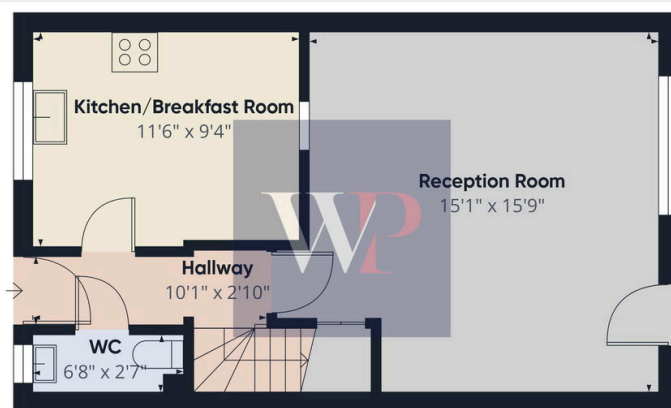 Kitchen/Breakfast Room
11'6" x 9'4"
Reception Room
15'1" x 15'9"
WP
Hallway
10'1" x 2'10"
WC
6'8" x 2'7"